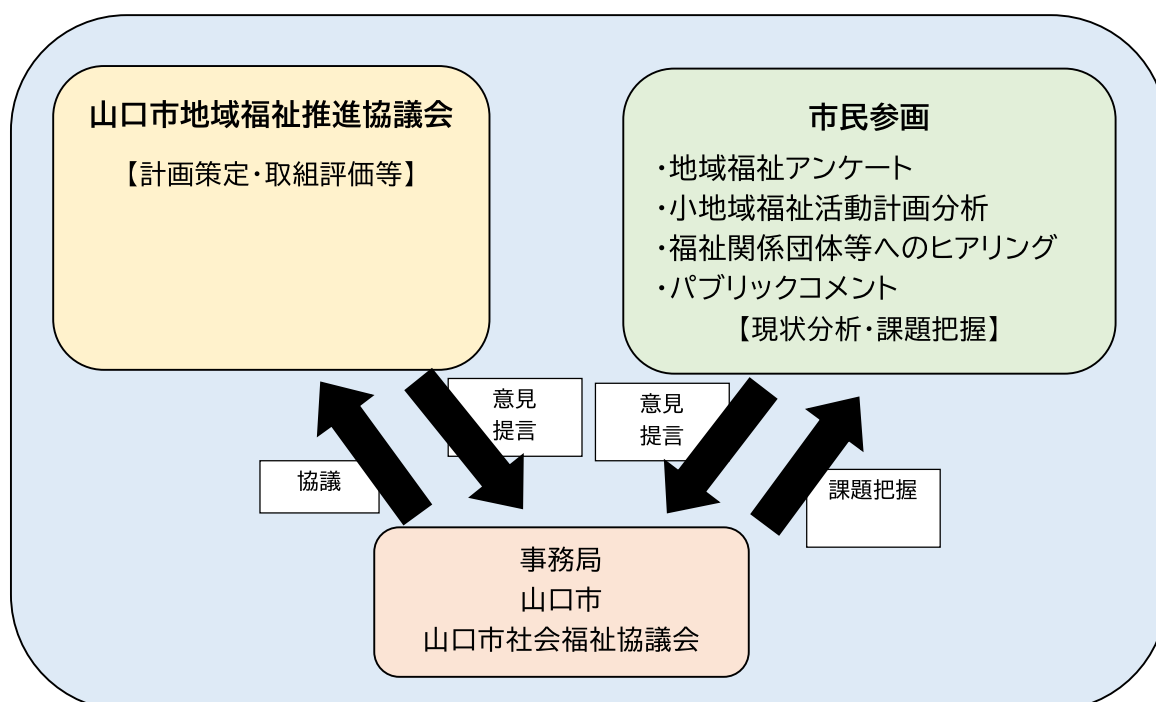 山口市地域福祉推進協議会
【計画策定・取組評価等】
市民参画
・地域福祉アンケート
・小地域福祉活動計画分析
・福祉関係団体等へのヒアリング
・パブリックコメント
【現状分析・課題把握】
意見
提言
意見
提言
協議
課題把握
事務局
山口市
山口市社会福祉協議会